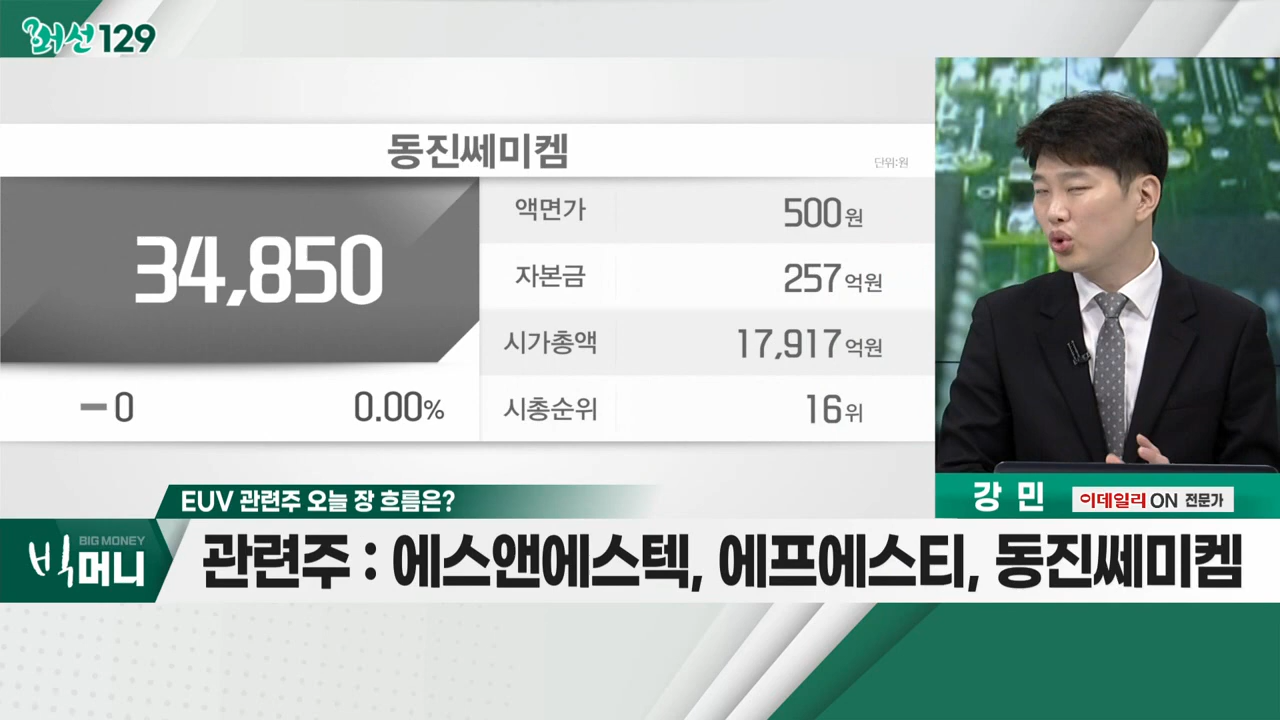 레선129
동진쎄미켐
단위:원
34,850
0 0.00%
액면가 500원
자본금 257억원
시가총액 17,917억원
시총순위 16위
강 민 이데일리ON 전문가
EUV 관련주 오늘 장 흐름은?
BIG MONEY
빅머니
관련주 : 에스앤에스텍, 에프에스티, 동진쎄미켐